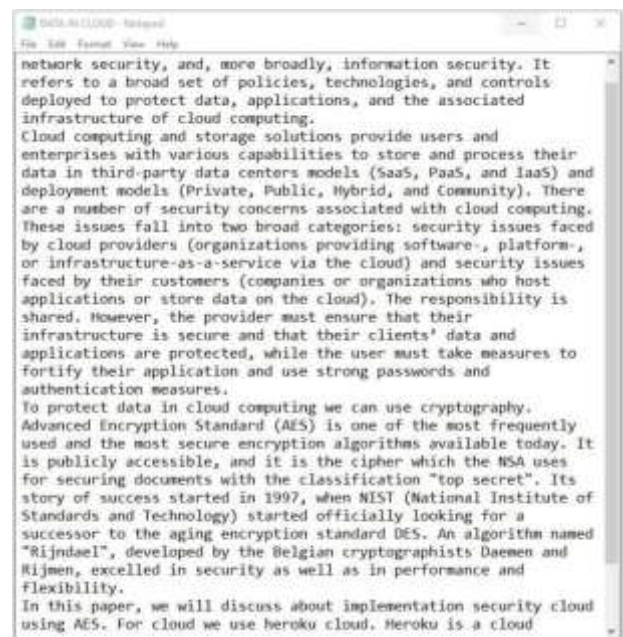 DATA IN CLOUD - Notepad
File Edit Format View Help
network security, and, more broadly, information security. It
refers to a broad set of policies, technologies, and controls
deployed to protect data, applications, and the associated
infrastructure of cloud computing.
Cloud computing and storage solutions provide users and
enterprises with various capabilities to store and process their
data in third-party data centers models (SaaS, PaaS, and IaaS) and
deployment models (Private, Public, Hybrid, and Community). There
are a number of security concerns associated with cloud computing.
These issues fall into two broad categories: security issues faced
by cloud providers (organizations providing software-, platform-,
or infrastructure-as-a-service via the cloud) and security issues
faced by their customers (companies or organizations who host
applications or store data on the cloud). The responsibility is
shared. However, the provider must ensure that their
infrastructure is secure and that their clients' data and
applications are protected, while the user must take measures to
fortify their application and use strong passwords and
authentication measures.
To protect data in cloud computing we can use cryptography.
Advanced Encryption Standard (AES) is one of the most frequently
used and the most secure encryption algorithms available today. It
is publicly accessible, and it is the cipher which the NSA uses
for securing documents with the classification "top secret". Its
story of success started in 1997, when NIST (National Institute of
Standards and Technology) started officially looking for a
successor to the aging encryption standard DES. An algorithm named
"Rijndael", developed by the Belgian cryptographists Daemen and
Rijmen, excelled in security as well as in performance and
flexibility.
In this paper, we will discuss about implementation security cloud
using AES. For cloud we use heroku cloud. Heroku is a cloud